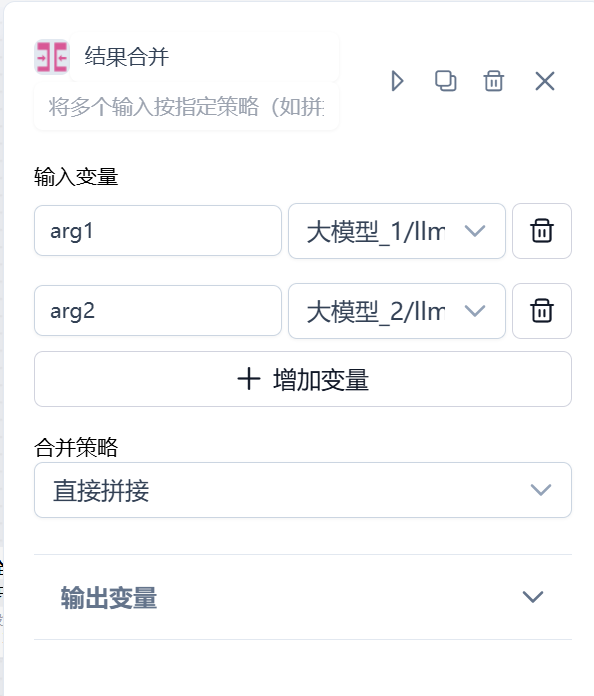 结果合并
将多个输入按指定策略（如拼
输入变量
arg1
大模型_1/llm
arg2
大模型_2/llm
增加变量
合并策略
直接拼接
输出变量